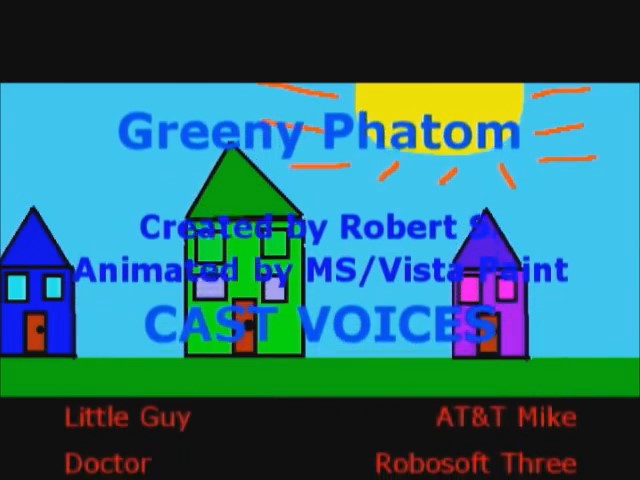 Greeny Phatom
Created by Robert S.
Animated by MS/Vista Paint
CAST VOICES
Little Guy AT&T Mike
Doctor Robosoft Three